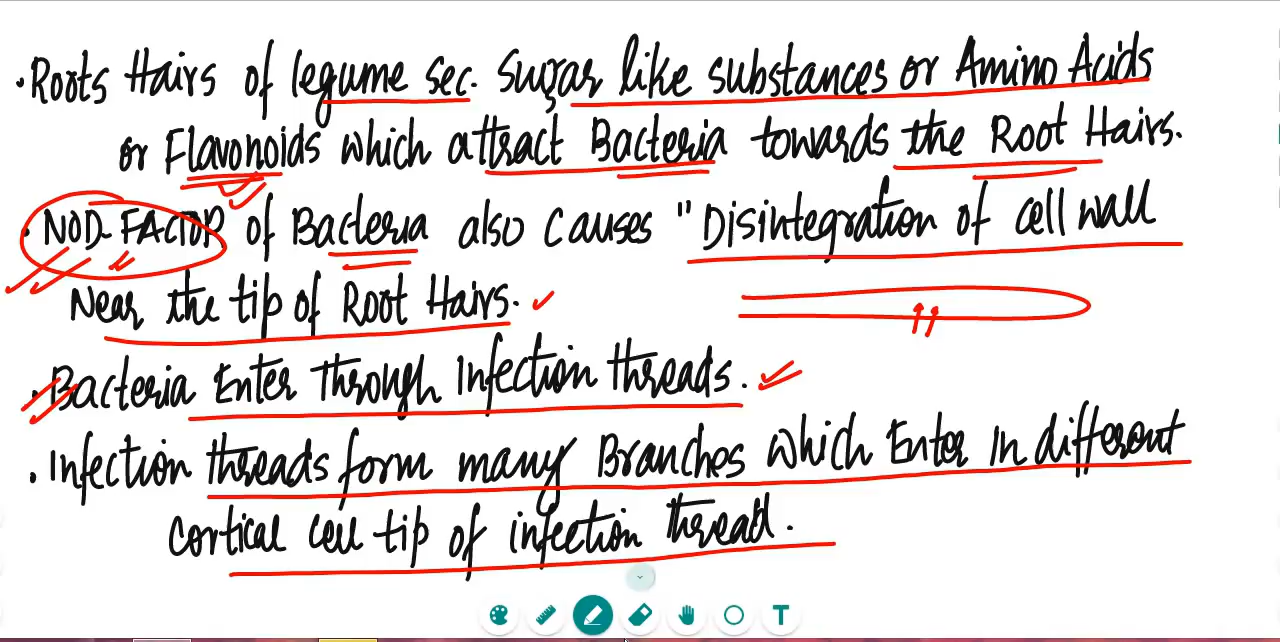 · Roots Hairs of legume sec. Sugar like substances or Amino Acids
or Flavonoids which attract Bacteria towards the Root Hairs.
· NOD-FACTOR of Bacteria also causes "Disintegration of cell wall
Near the tip of Root Hairs.
· Bacteria Enter Through Infection threads.
· Infection threads form many Branches which Enter In different
cortical cell tip of infection thread.
T